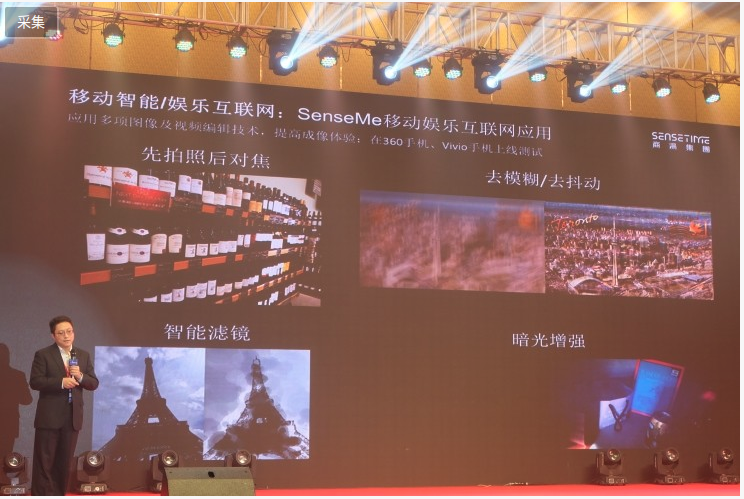 采集
移动智能/娱乐互联网：SenseMe移动娱乐互联网应用
应用多项图像及视频编辑技术，提高成像体验；在360手机、Vivio手机上线测试
SENSETIME
商汤集团
先拍照后对焦
去模糊/去抖动
Toronto
智能滤镜
暗光增强